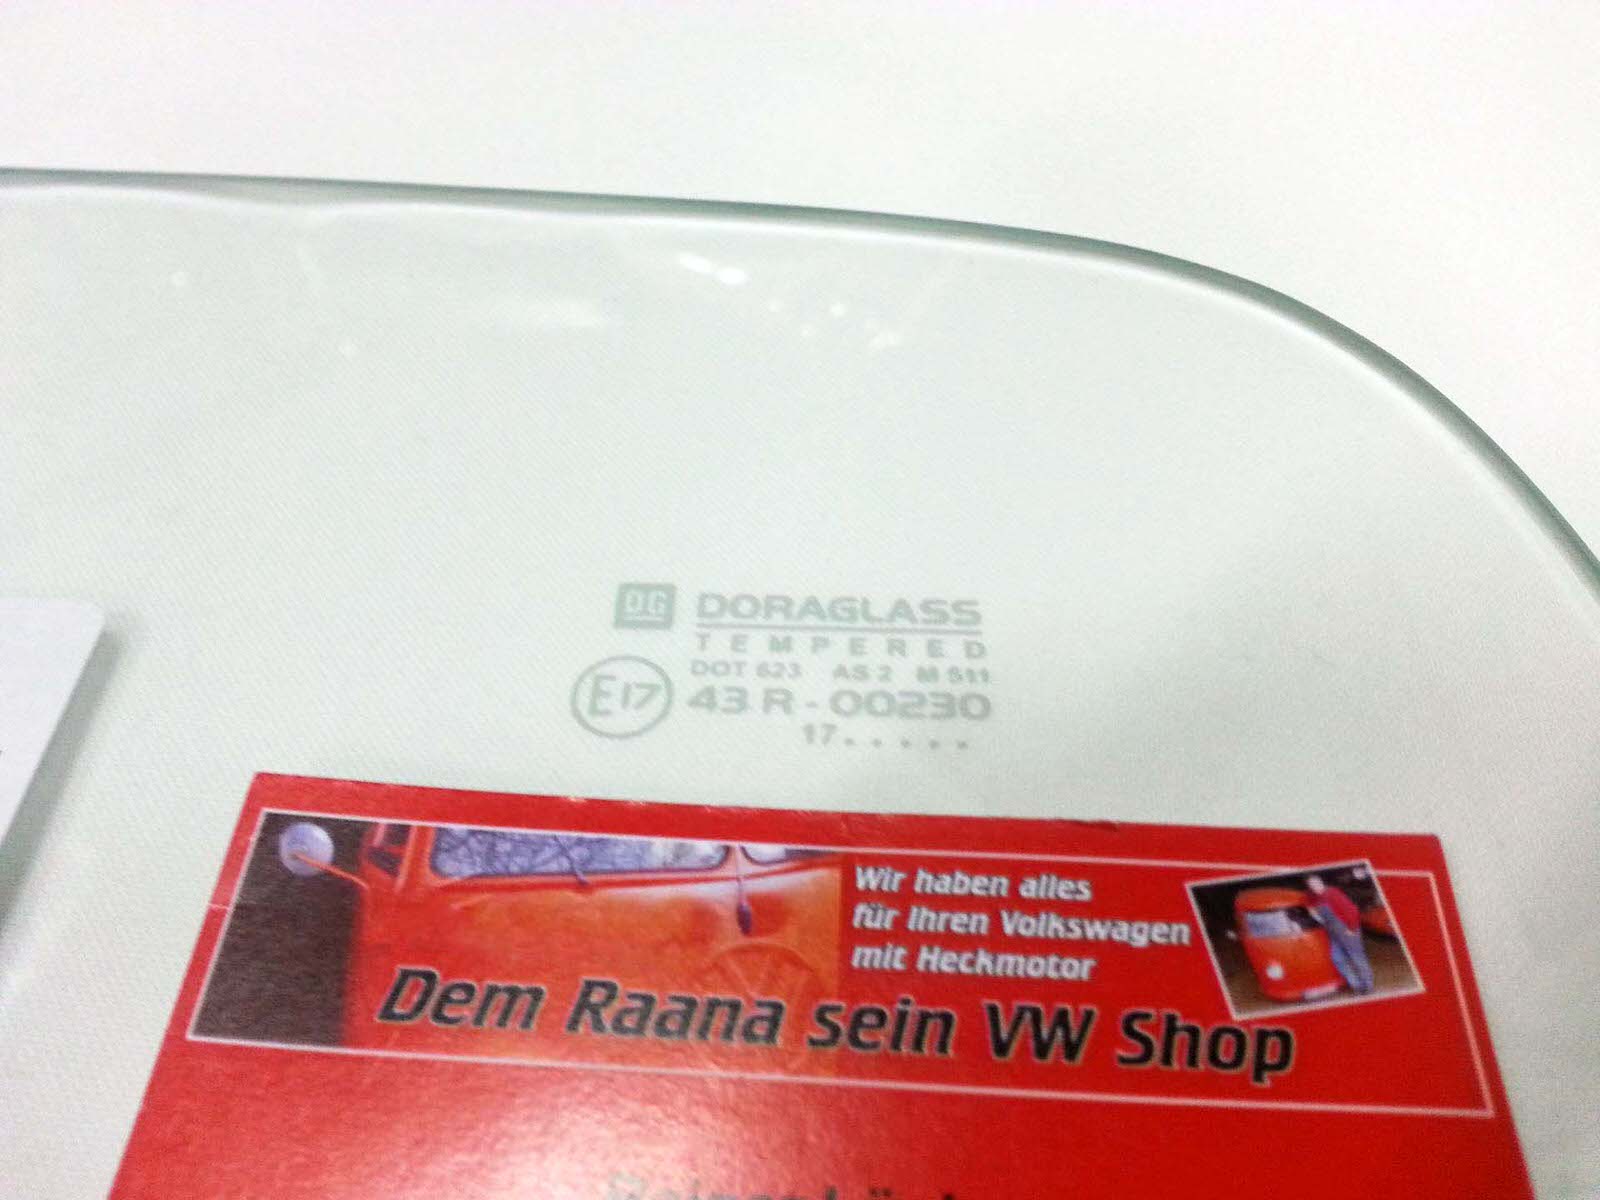 DG DORAGLASS
TEMPERED
DOT 623 AS 2 M 511
E17 43 R - 00230
17.....
Wir haben alles
für Ihren Volkswagen
mit Heckmotor
Dem Raana sein VW Shop